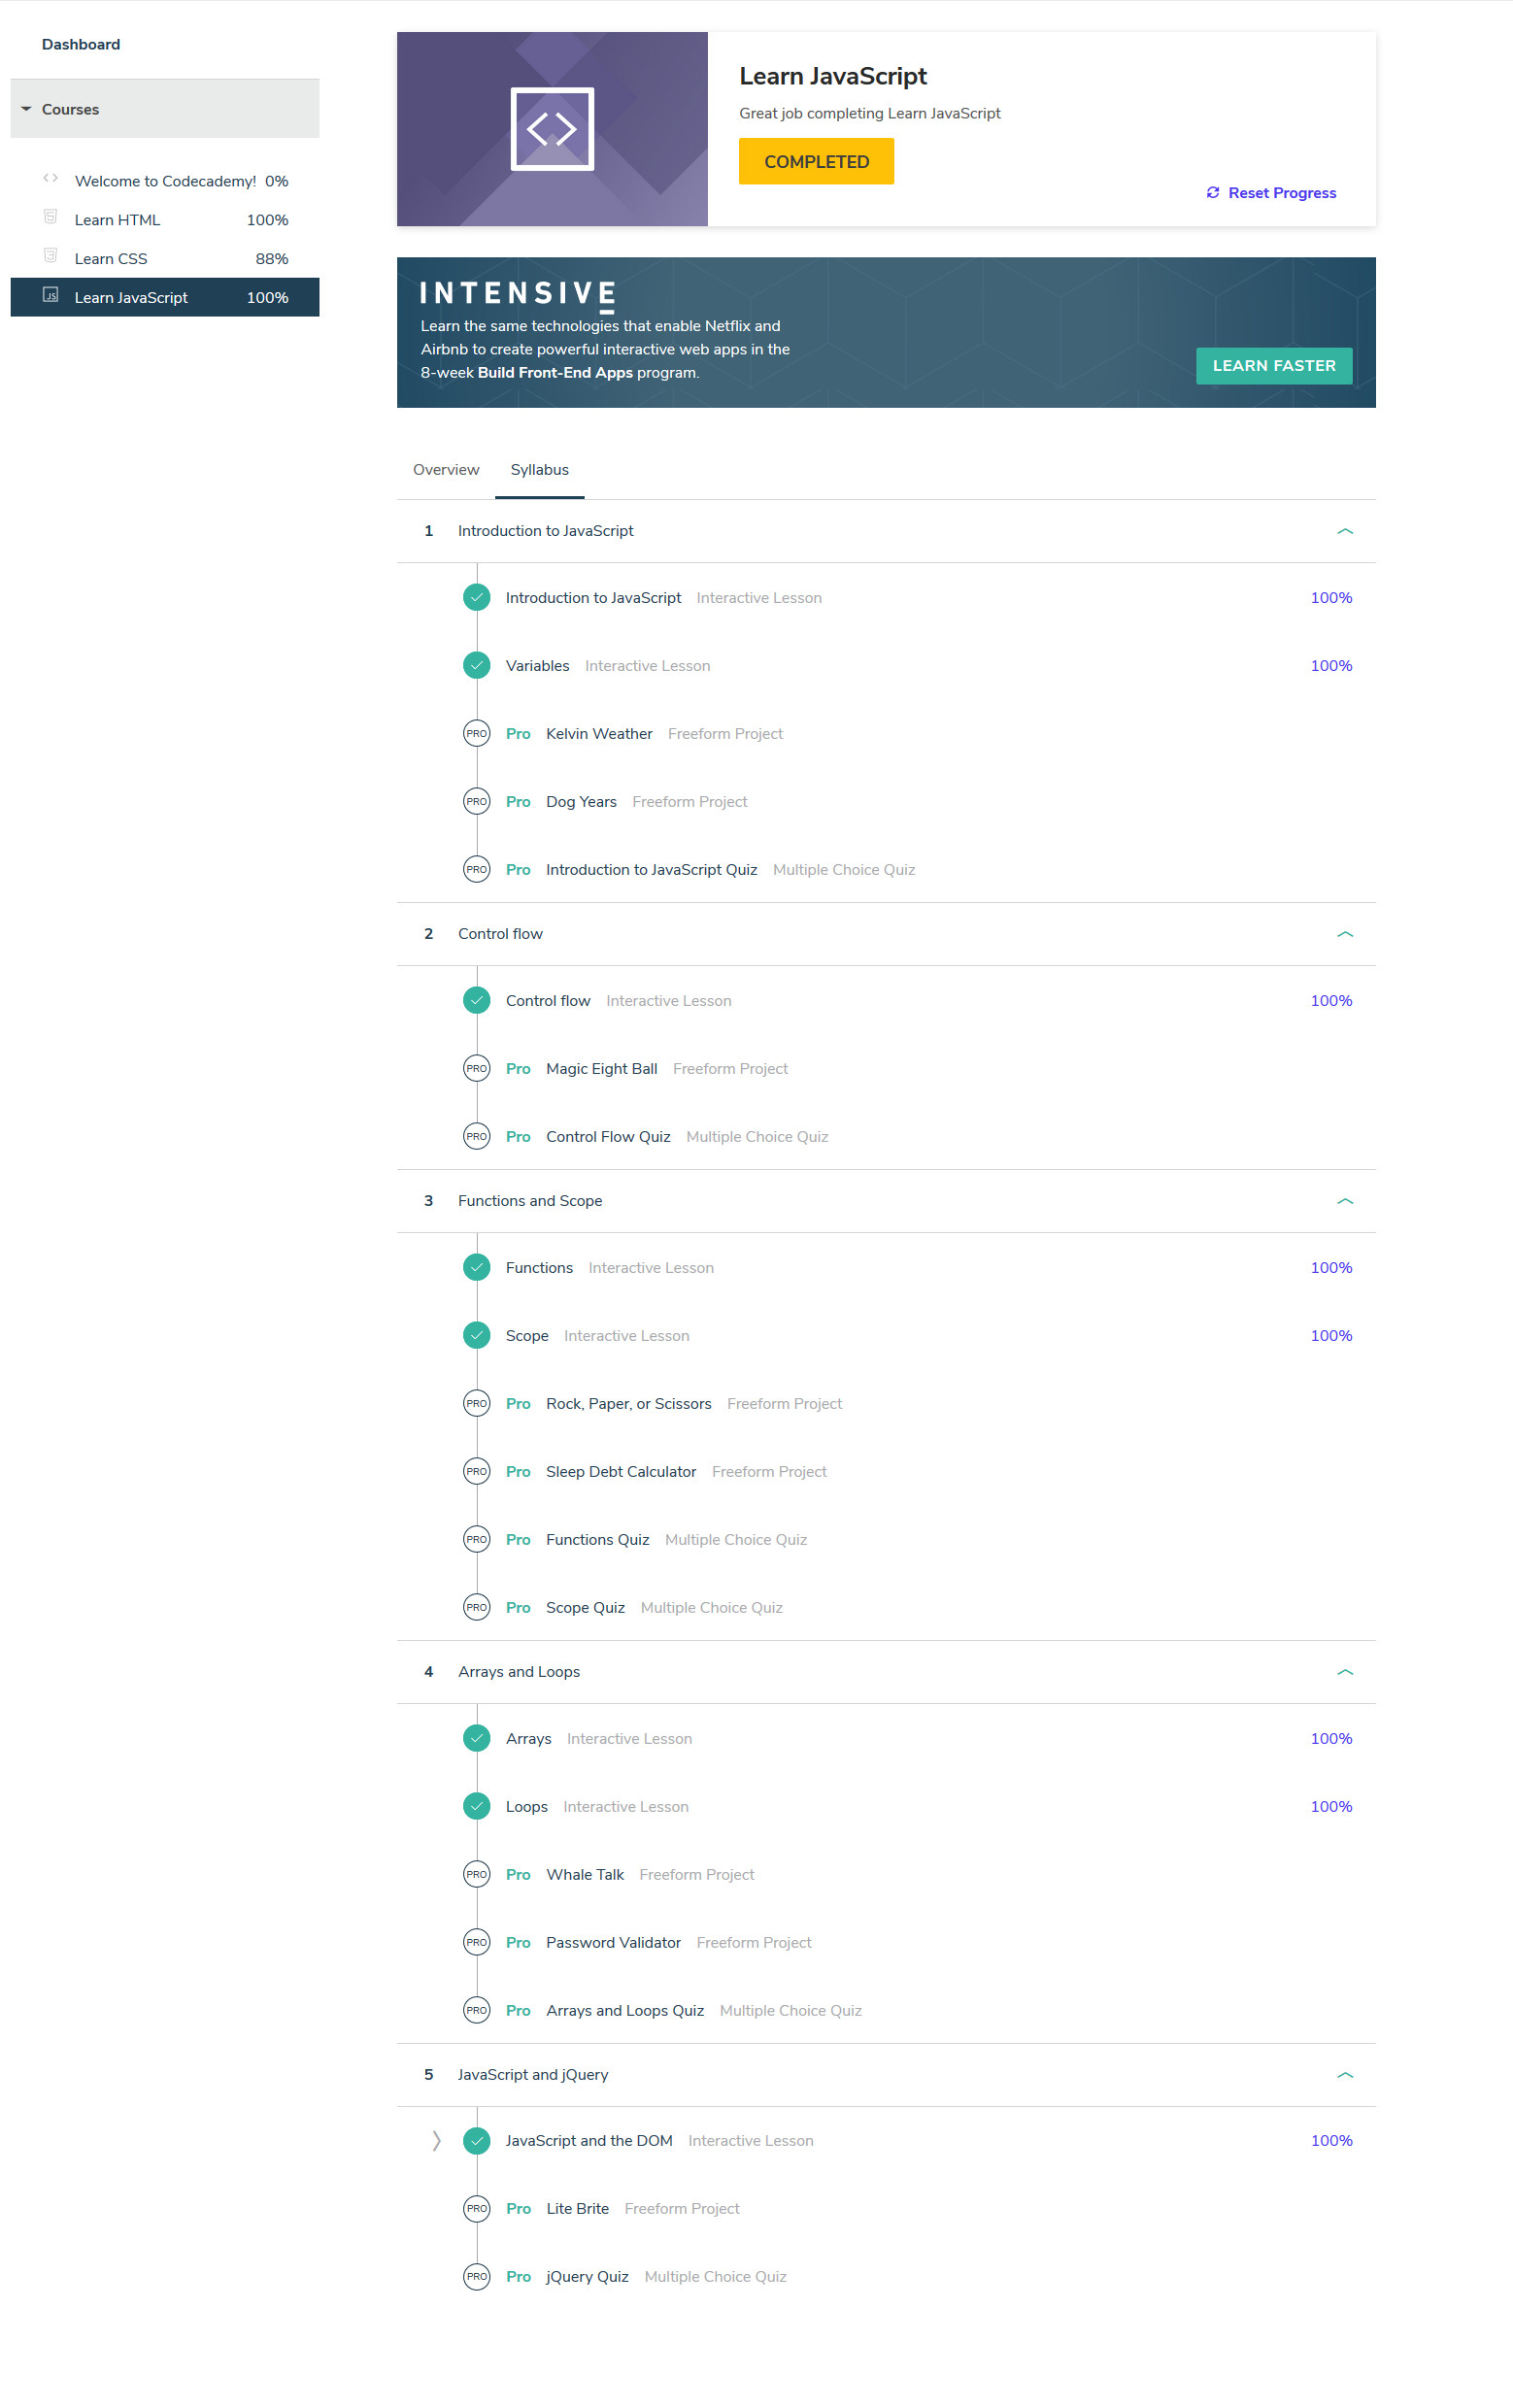 Dashboard
Courses
Welcome to Codecademy! 0%
Learn HTML 100%
Learn CSS 88%
JS Learn JavaScript 100%
Learn JavaScript
Great job completing Learn JavaScript
COMPLETED
Reset Progress
INTENSIVE
Learn the same technologies that enable Netflix and
Airbnb to create powerful interactive web apps in the
8-week Build Front-End Apps program.
LEARN FASTER
Overview Syllabus
1 Introduction to JavaScript
Introduction to JavaScript Interactive Lesson 100%
Variables Interactive Lesson 100%
PRO Pro Kelvin Weather Freeform Project
PRO Pro Dog Years Freeform Project
PRO Pro Introduction to JavaScript Quiz Multiple Choice Quiz
2 Control flow
Control flow Interactive Lesson 100%
PRO Pro Magic Eight Ball Freeform Project
PRO Pro Control Flow Quiz Multiple Choice Quiz
3 Functions and Scope
Functions Interactive Lesson 100%
Scope Interactive Lesson 100%
PRO Pro Rock, Paper, or Scissors Freeform Project
PRO Pro Sleep Debt Calculator Freeform Project
PRO Pro Functions Quiz Multiple Choice Quiz
PRO Pro Scope Quiz Multiple Choice Quiz
4 Arrays and Loops
Arrays Interactive Lesson 100%
Loops Interactive Lesson 100%
PRO Pro Whale Talk Freeform Project
PRO Pro Password Validator Freeform Project
PRO Pro Arrays and Loops Quiz Multiple Choice Quiz
5 JavaScript and jQuery
JavaScript and the DOM Interactive Lesson 100%
PRO Pro Lite Brite Freeform Project
PRO Pro jQuery Quiz Multiple Choice Quiz